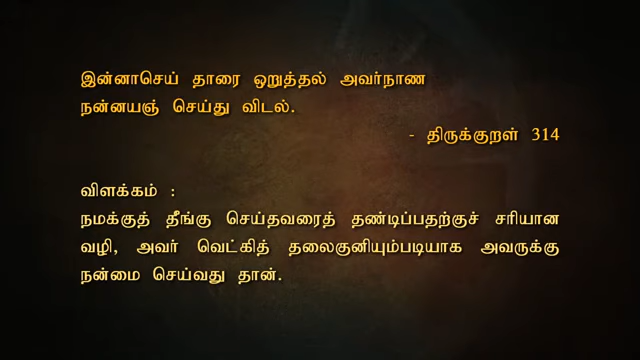 இன்னாசெய் தாரை ஒறுத்தல் அவர்நாண
நன்னயஞ் செய்து விடல்.
- திருக்குறள் 314
விளக்கம் :
நமக்குத் தீங்கு செய்தவரைத் தண்டிப்பதற்குச் சரியான
வழி, அவர் வெட்கித் தலைகுனியும்படியாக அவருக்கு
நன்மை செய்வது தான்.